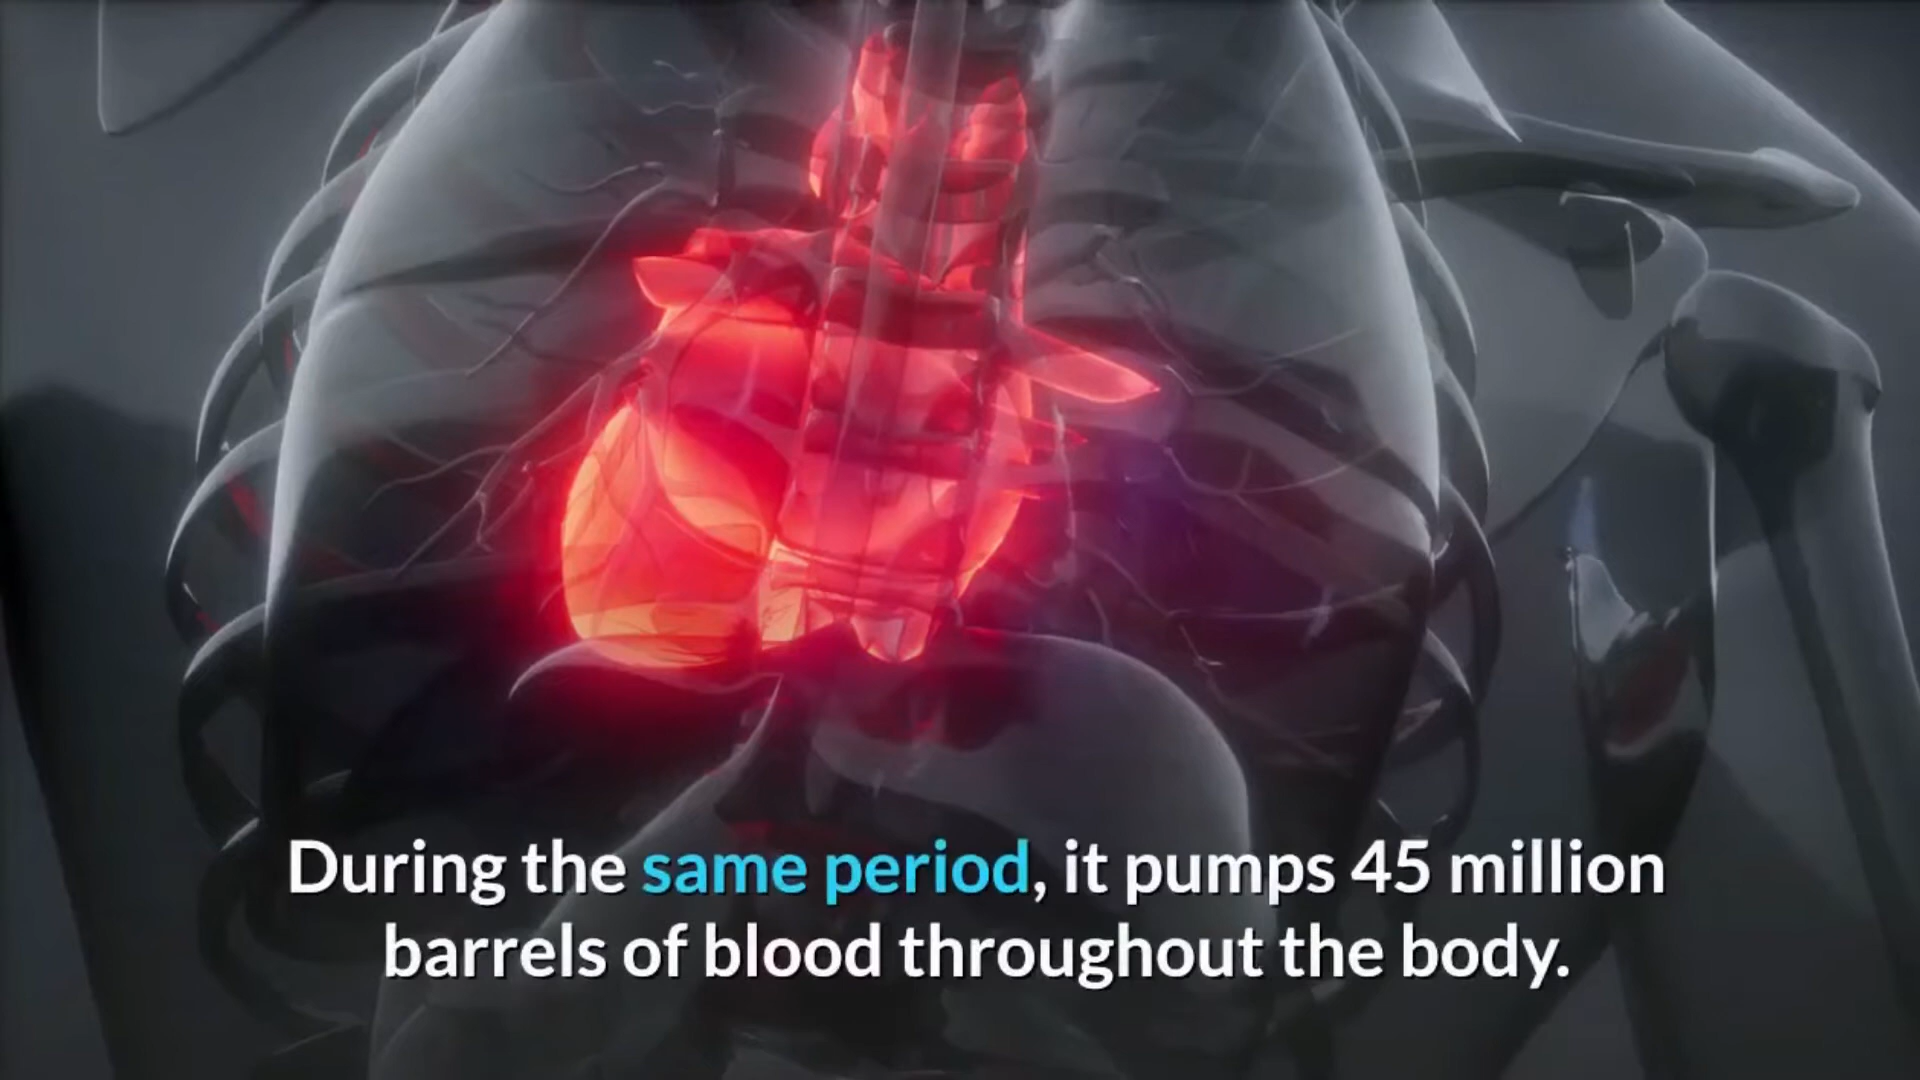 During the same period, it pumps 45 million
barrels of blood throughout the body.